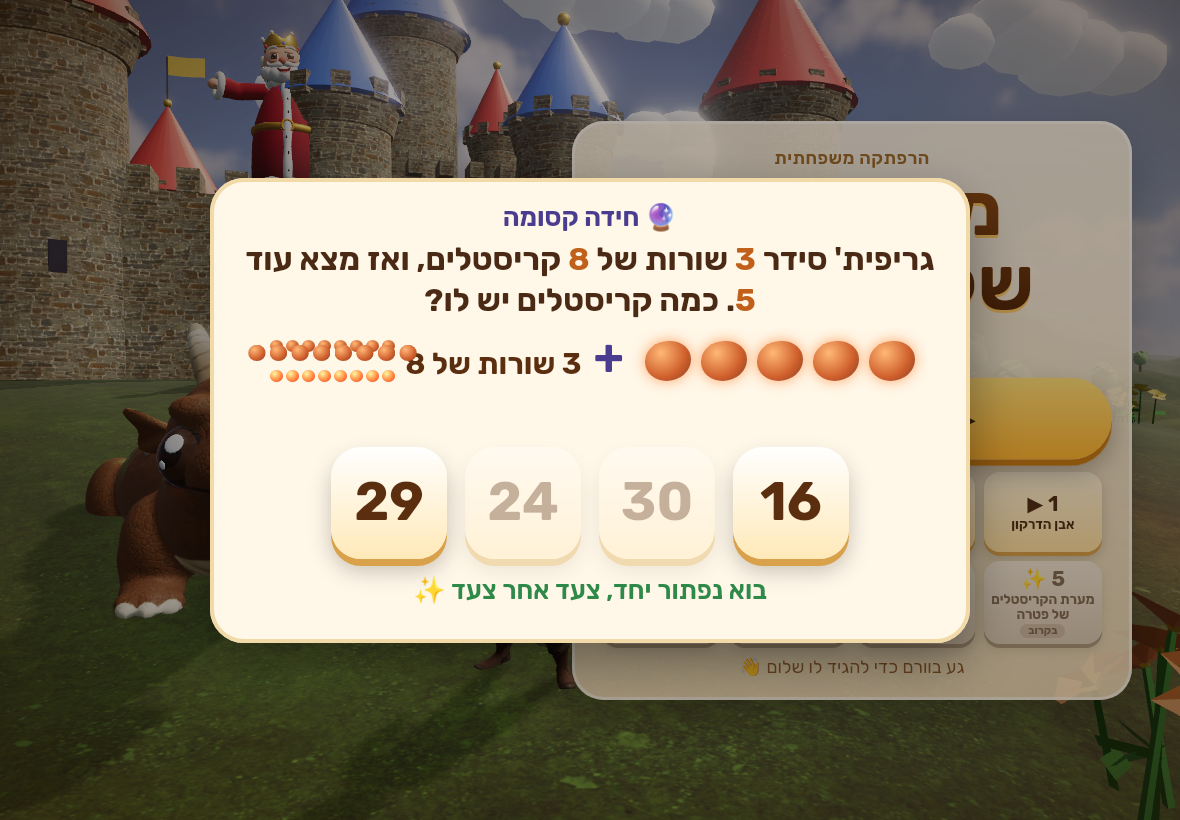 הרפתקה משפחתית
🔮 חידה קסומה
גריפית' סידר 3 שורות של 8 קריסטלים, ואז מצא עוד
5. כמה קריסטלים יש לו?
+ 3 שורות של 8
29 24 30 16
בוא נפתור יחד, צעד אחר צעד ✨
1 ▶
אבן הדרקון
5 ✨
מערת הקריסטלים
של פטרה
בקרוב
גע בוורם כדי להגיד לו שלום 👋